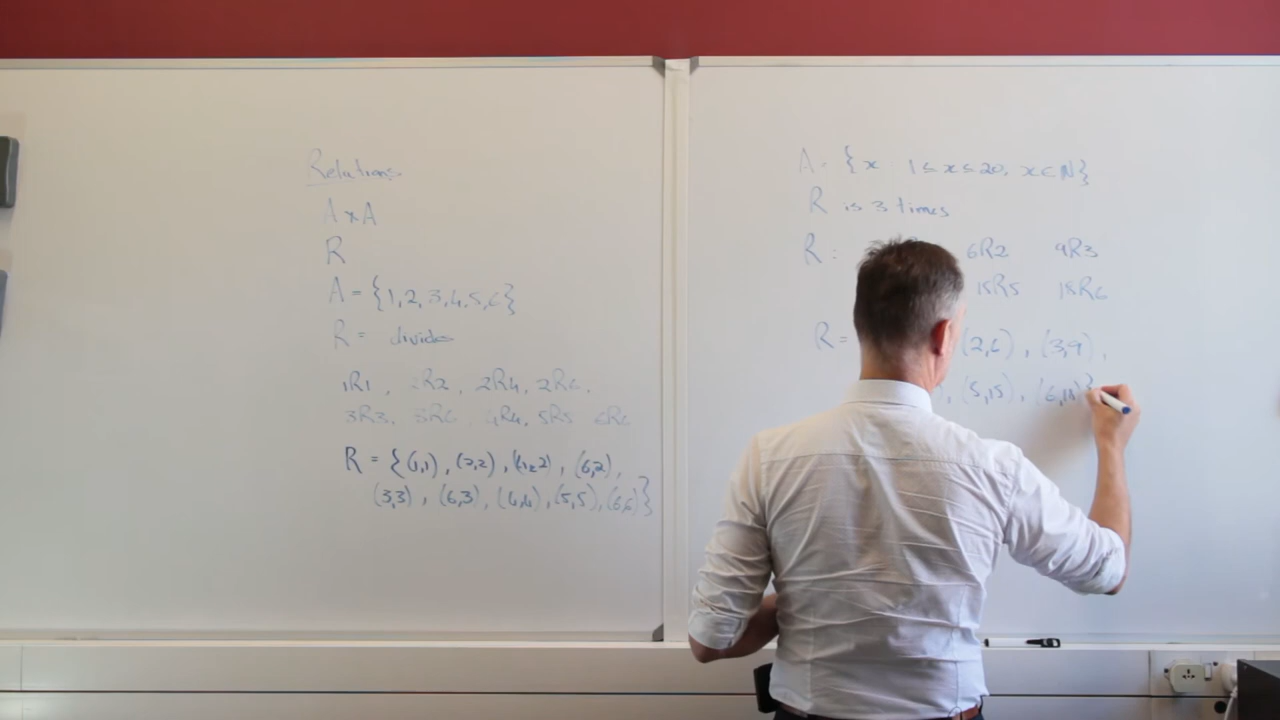 Relations
A × A
R
A = {1,2,3,4,5,6}
R = divides
1R1, 2R2, 2R4, 2R6,
3R3, 3R6, 4R4, 5R5 6R6
R = {(1,1), (2,2), (4,2), (6,2),
(3,3), (6,3), (4,4), (5,5), (6,6)}
A = {x 1 ≤ x ≤ 20, x ∈ N}
R is 3 times
R : 6R2 9R3
15R5 18R6
R = (2,6), (3,9),
), (5,15), (6,18)}